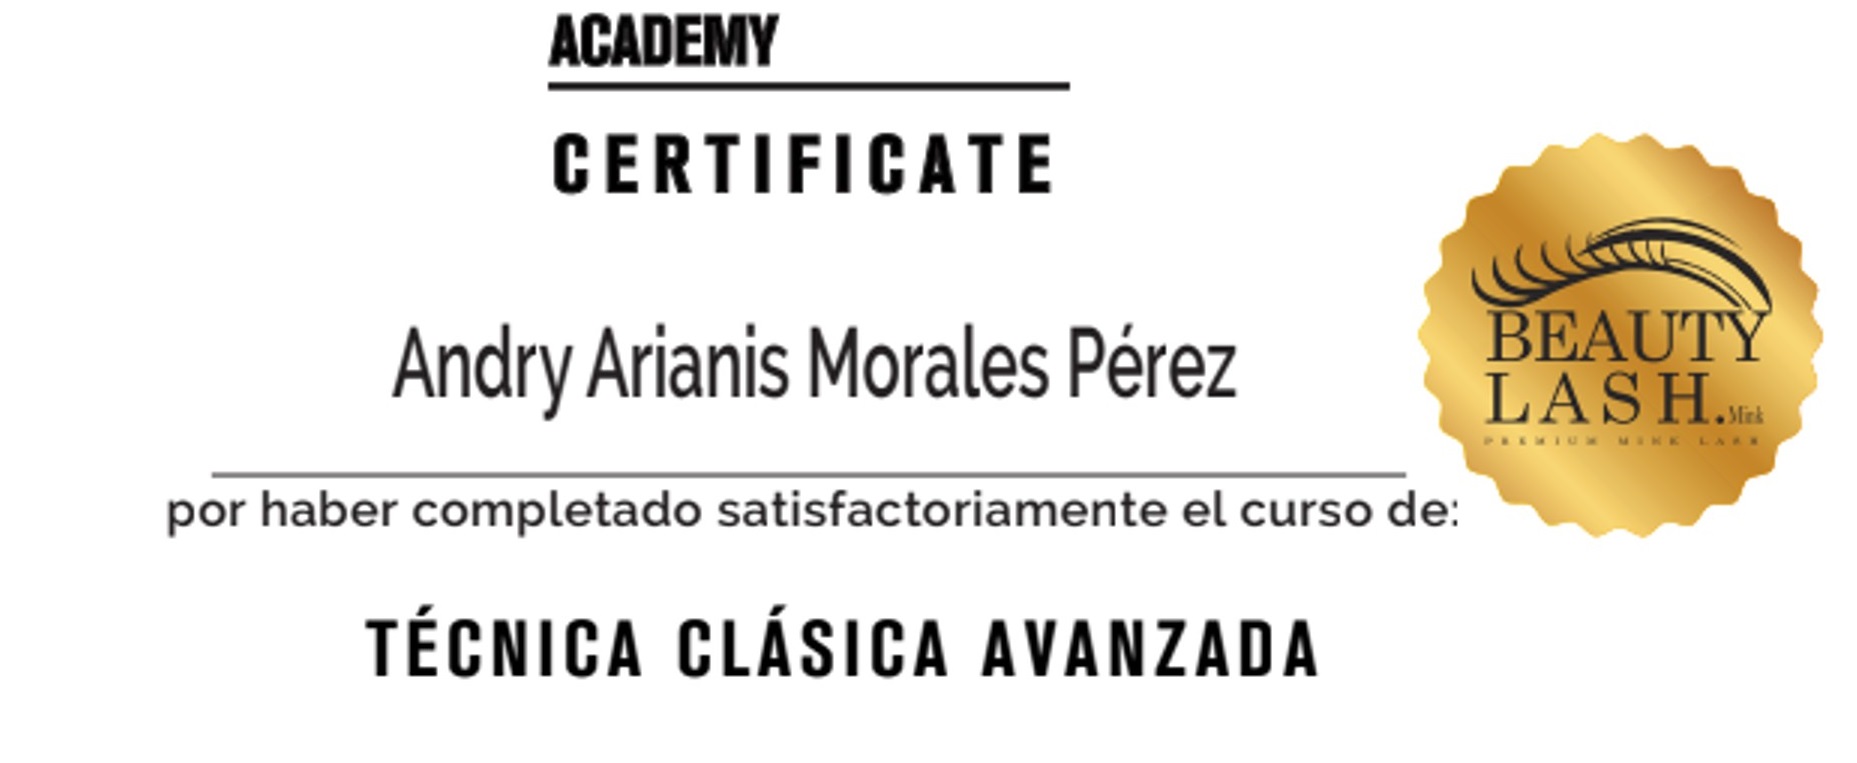 ACADEMY
CERTIFICATE
Andry Arianis Morales Pérez
por haber completado satisfactoriamente el curso de:
TÉCNICA CLÁSICA AVANZADA
BEAUTY
LASH.Mink
PREMIUM MINK LASH